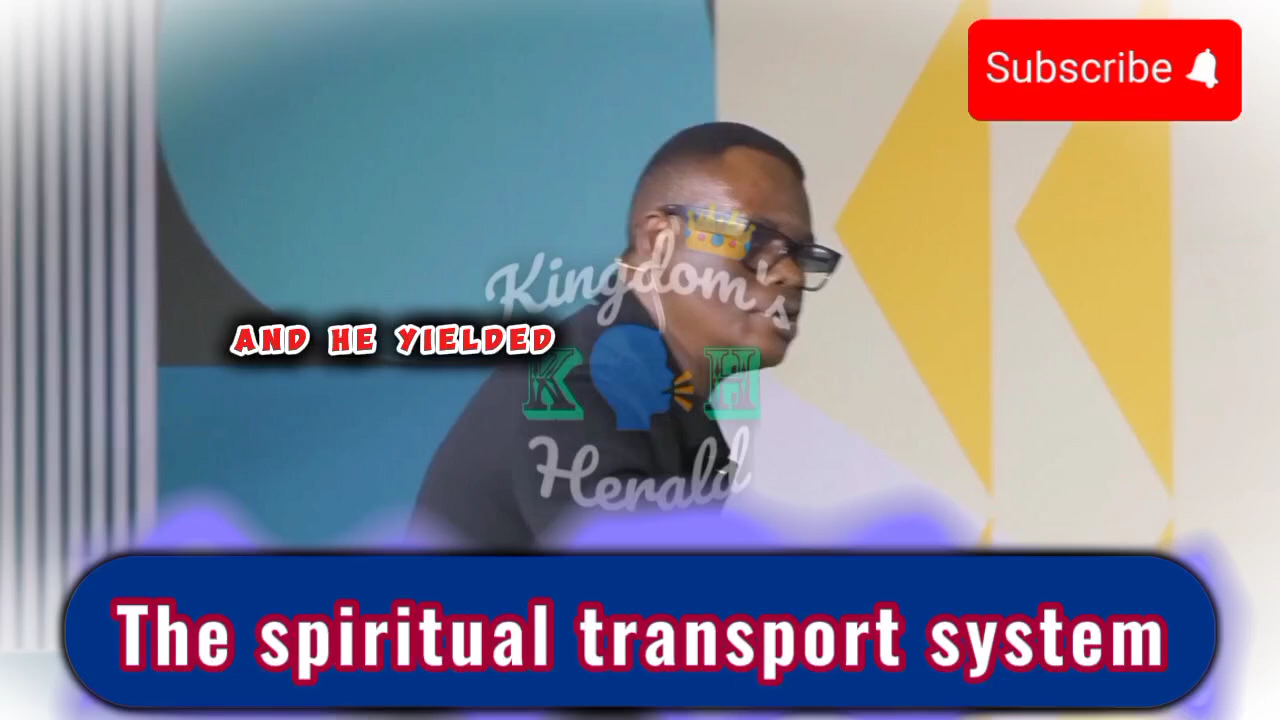 Subscribe
Kingdom's
AND HE YIELDED
K H
Herald
The spiritual transport system